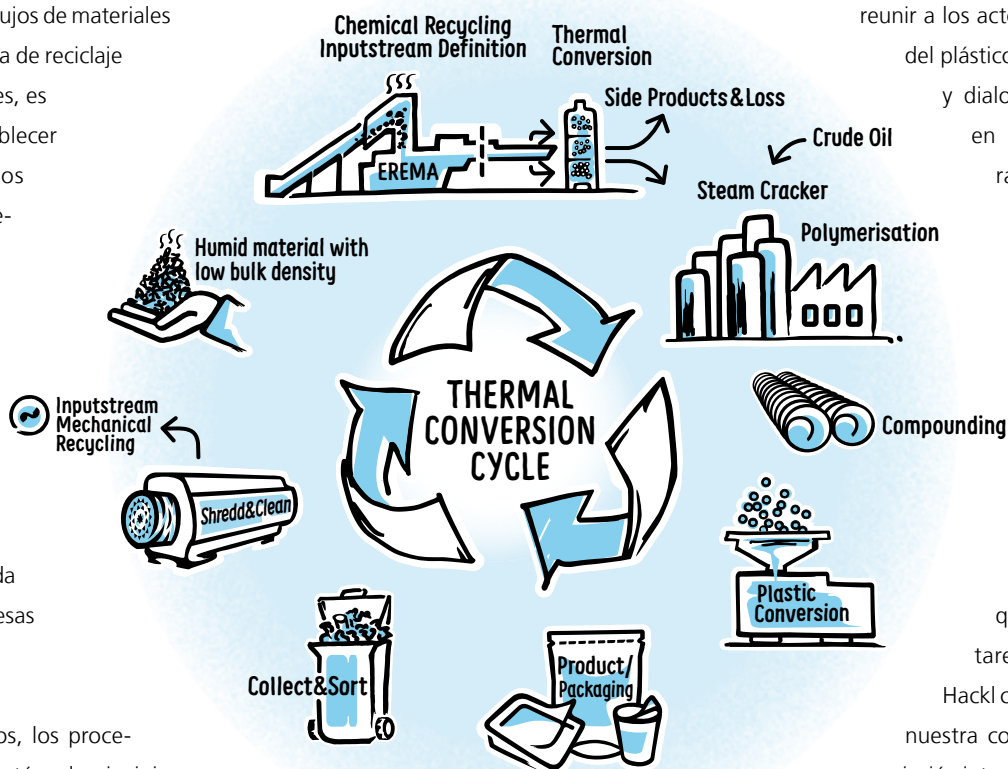 ujos de materiales
a de reciclaje
es, es
blecer
os
e-
da
esas
os, los proce-
Chemical Recycling
Inputstream Definition
Thermal
Conversion
Side Products&Loss
Crude Oil
Steam Cracker
Polymerisation
EREMA
Humid material with
low bulk density
THERMAL
CONVERSION
CYCLE
Inputstream
Mechanical
Recycling
Shredd&Clean
Compounding
Plastic
Conversion
Collect&Sort
Product/
Packaging
reunir a los act
del plástico
y dialo
en
ra
q
tare
Hackl c
nuestra co